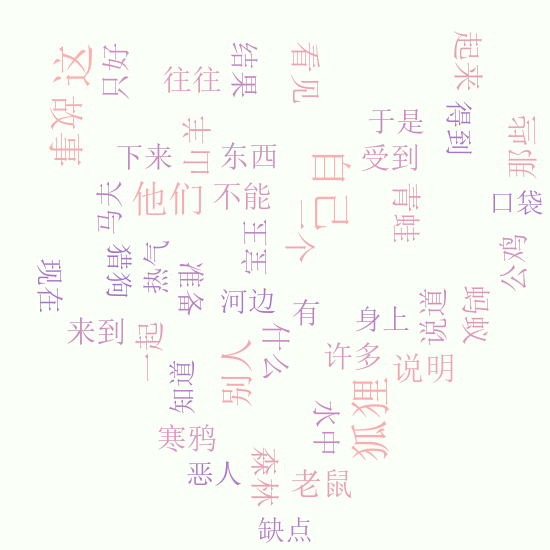 这
只好
往往
结果
看见
起来
故事
山羊
于是
得到
那些
下来
东西
受到
自己
他们
不能
马夫
青蛙
口袋
宝玉
一个
公鸡
猎狗
热气
准备
现在
河边
有
身上
说道
蚂蚁
来到
一起
什么
许多
说明
别人
知道
狐狸
水中
寒鸦
恶人
森林
老鼠
缺点